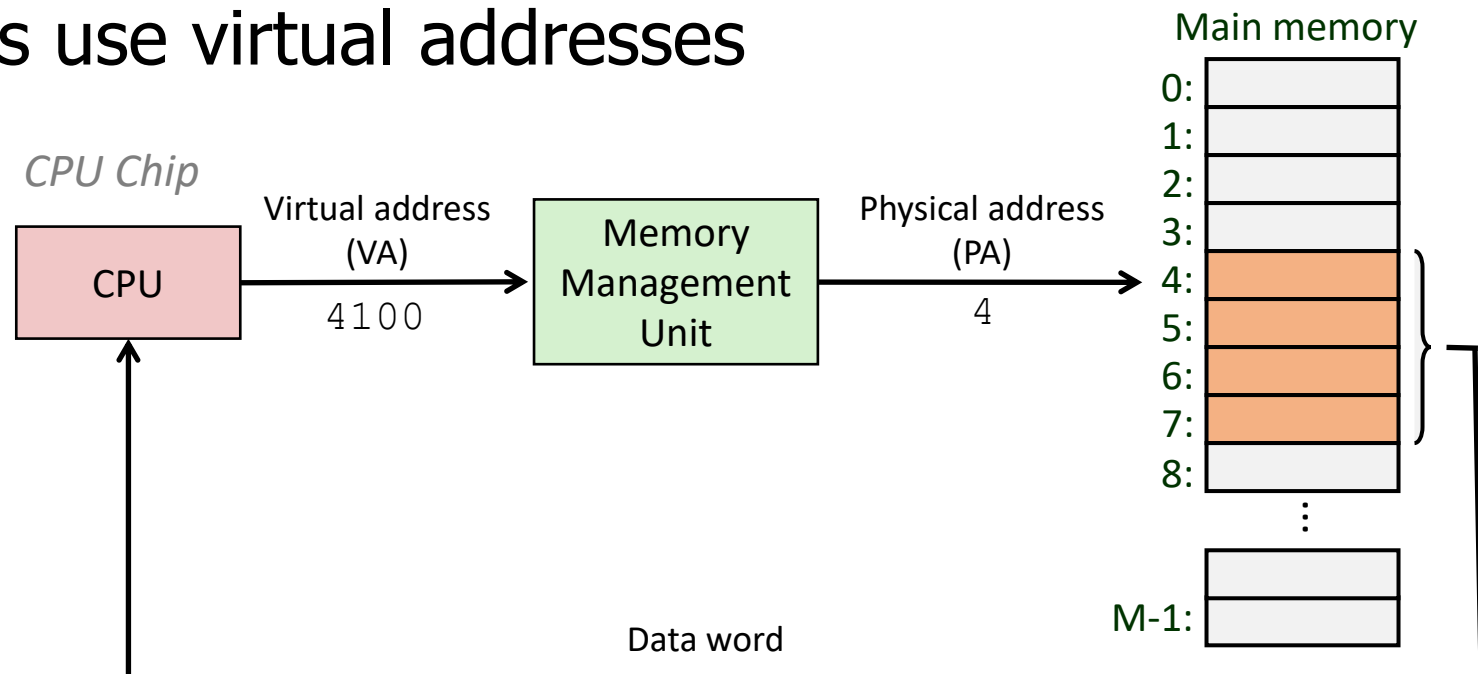 s use virtual addresses
Main memory
CPU Chip
CPU
Virtual address
(VA)
4100
Memory
Management
Unit
Physical address
(PA)
4
0:
1:
2:
3:
4:
5:
6:
7:
8:
...
M-1:
Data word